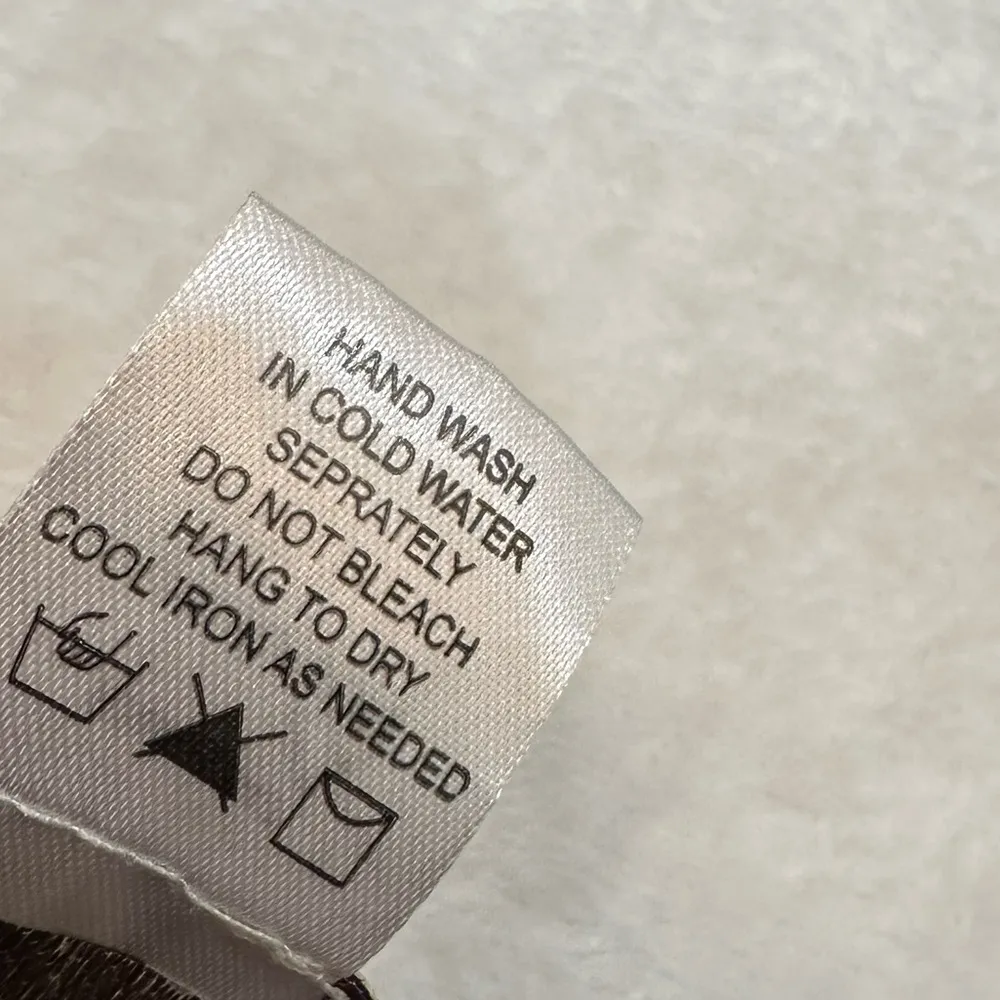 HAND WASH
IN COLD WATER
SEPRATELY
DO NOT BLEACH
HANG TO DRY
COOL IRON AS NEEDED